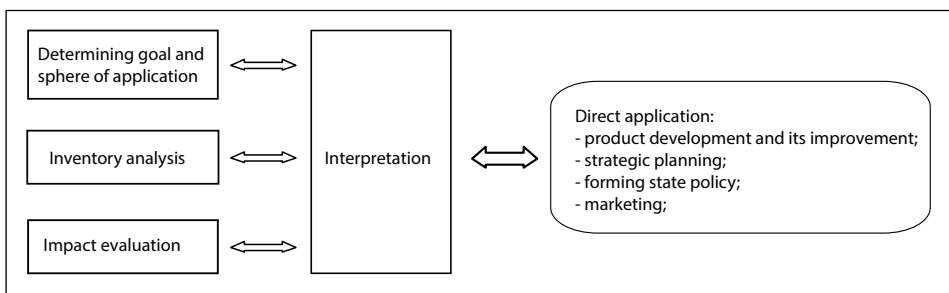 Determining goal and
sphere of application
Inventory analysis
Impact evaluation
Interpretation
Direct application:
- product development and its improvement;
- strategic planning;
- forming state policy;
- marketing;